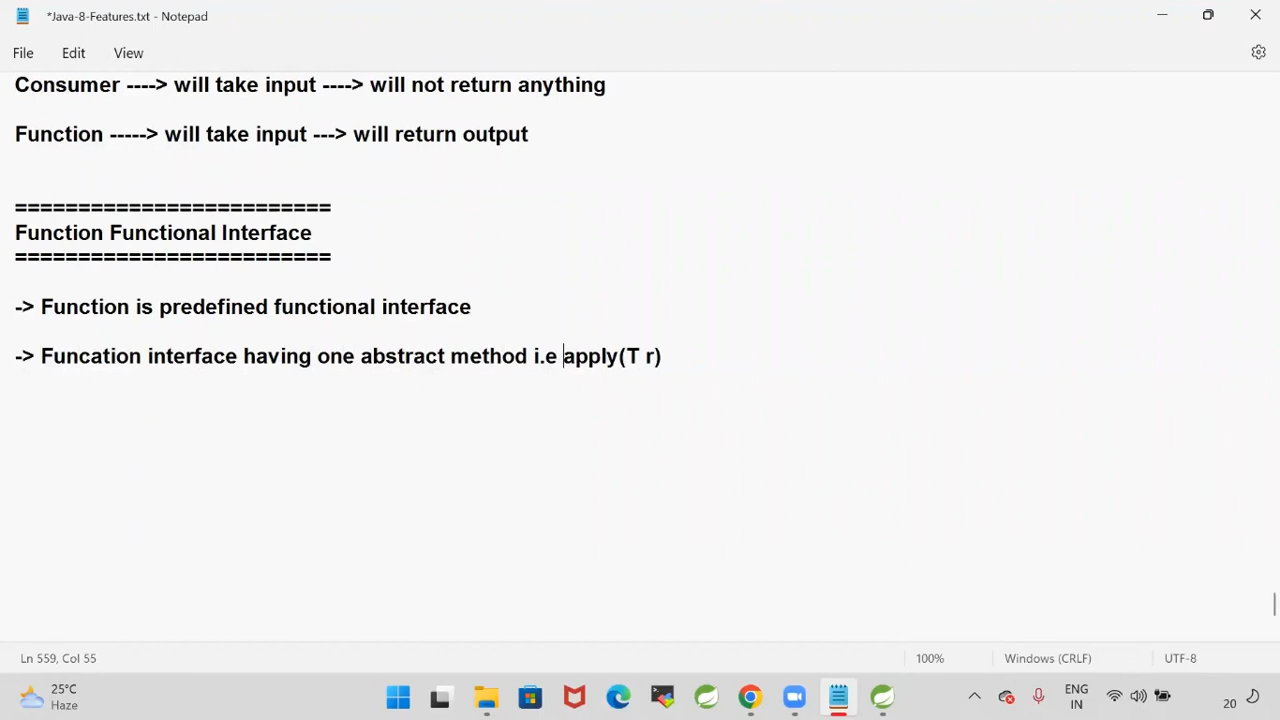 *Java-8-Features.txt - Notepad
File Edit View
Consumer ----> will take input ----> will not return anything
Function -----> will take input ---> will return output
=========================
Function Functional Interface
=========================
-> Function is predefined functional interface
-> Funcation interface having one abstract method i.e apply(T r)
Ln 559, Col 55 100% Windows (CRLF) UTF-8
25°C
Haze
ENG
IN
20